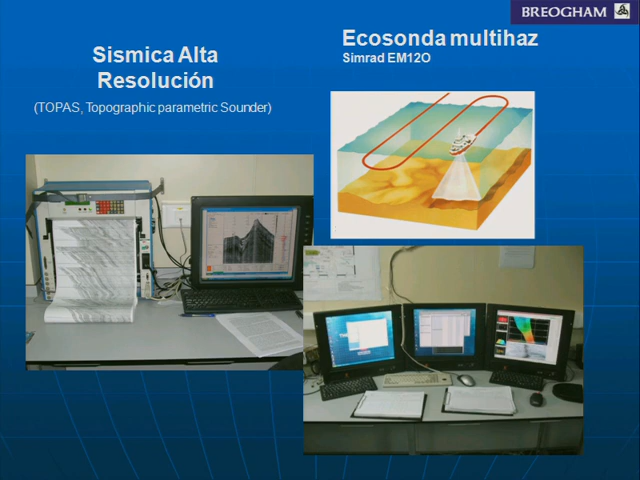 BREOGHAM
Sismica Alta
Resolución
(TOPAS, Topographic parametric Sounder)
Ecosonda multihaz
Simrad EM12O